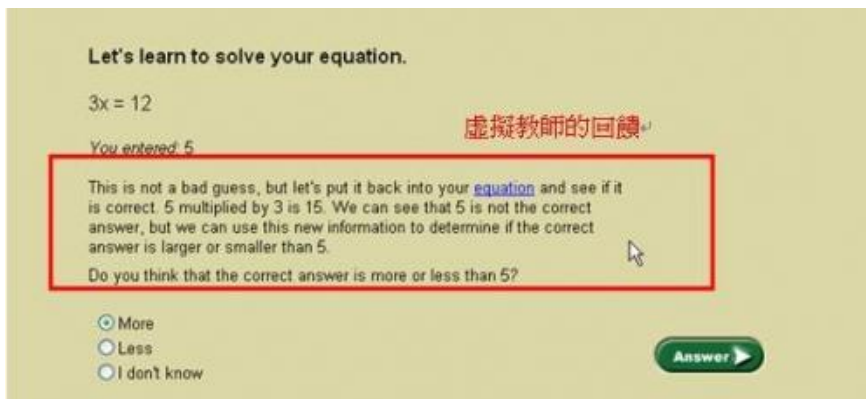 Let's learn to solve your equation.
3x = 12
虛擬教師的回饋↵
You entered: 5
This is not a bad guess, but let's put it back into your equation and see if it
is correct. 5 multiplied by 3 is 15. We can see that 5 is not the correct
answer, but we can use this new information to determine if the correct
answer is larger or smaller than 5.
Do you think that the correct answer is more or less than 5?
More
Less
I don't know
Answer